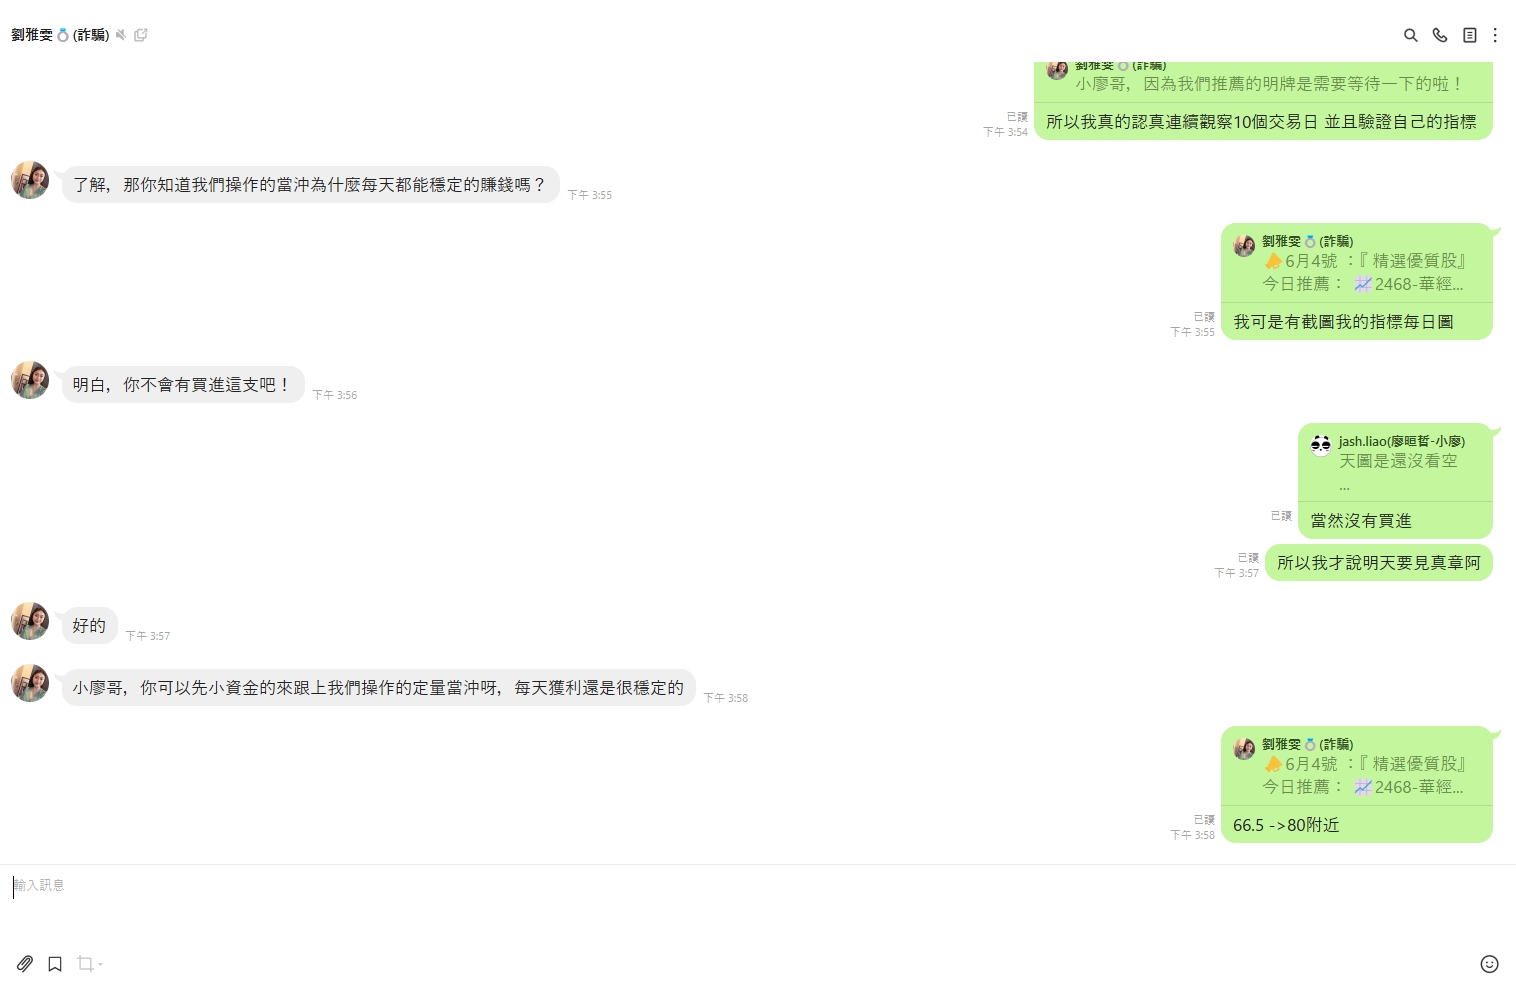 劉雅雯💍(詐騙)
劉雅雯💍(詐騙)
小廖哥，因為我們推薦的明牌是需要等待一下的啦！
已讀
下午 3:54
所以我真的認真連續觀察10個交易日 並且驗證自己的指標
了解，那你知道我們操作的當沖為什麼每天都能穩定的賺錢嗎？
下午 3:55
劉雅雯💍(詐騙)
📣6月4號 ：『 精選優質股』
今日推薦： 📈2468-華經...
已讀
下午 3:55
我可是有截圖我的指標每日圖
明白，你不會有買進這支吧！
下午 3:56
jash.liao(廖晅哲-小廖)
天圖是還沒看空
...
已讀
當然沒有買進
已讀
下午 3:57
所以我才說明天要見真章阿
好的
下午 3:57
小廖哥，你可以先小資金的來跟上我們操作的定量當沖呀，每天獲利還是很穩定的
下午 3:58
劉雅雯💍(詐騙)
📣6月4號 ：『 精選優質股』
今日推薦： 📈2468-華經...
已讀
下午 3:58
66.5 ->80附近
輸入訊息